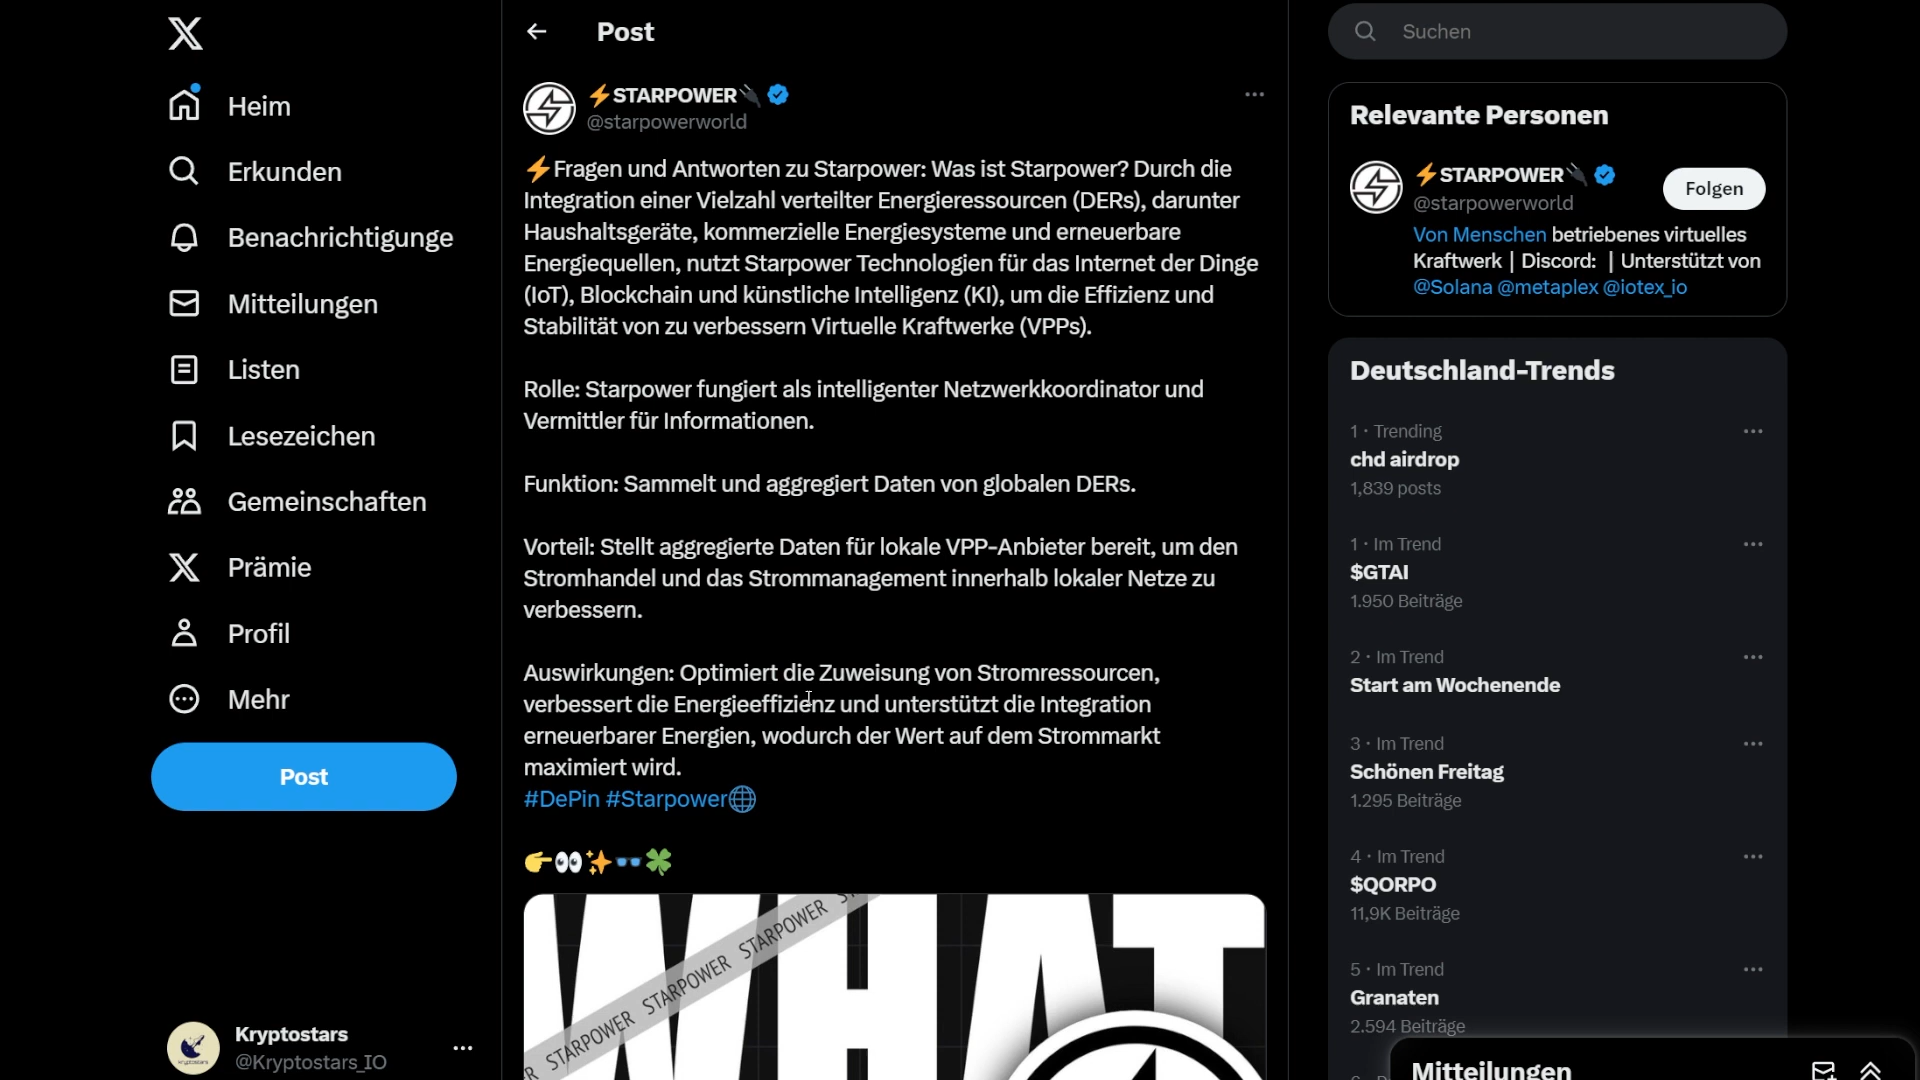 Heim
Erkunden
Benachrichtigunge
Mitteilungen
Listen
Lesezeichen
Gemeinschaften
Prämie
Profil
Mehr
Post
Kryptostars
@Kryptostars_IO
Post
⚡STARPOWER🔌
@starpowerworld
⚡Fragen und Antworten zu Starpower: Was ist Starpower? Durch die
Integration einer Vielzahl verteilter Energieressourcen (DERs), darunter
Haushaltsgeräte, kommerzielle Energiesysteme und erneuerbare
Energiequellen, nutzt Starpower Technologien für das Internet der Dinge
(IoT), Blockchain und künstliche Intelligenz (KI), um die Effizienz und
Stabilität von zu verbessern Virtuelle Kraftwerke (VPPs).
Rolle: Starpower fungiert als intelligenter Netzwerkkoordinator und
Vermittler für Informationen.
Funktion: Sammelt und aggregiert Daten von globalen DERs.
Vorteil: Stellt aggregierte Daten für lokale VPP-Anbieter bereit, um den
Stromhandel und das Strommanagement innerhalb lokaler Netze zu
verbessern.
Auswirkungen: Optimiert die Zuweisung von Stromressourcen,
verbessert die Energieeffizienz und unterstützt die Integration
erneuerbarer Energien, wodurch der Wert auf dem Strommarkt
maximiert wird.
#DePin #Starpower🌐
👉👀✨🕶️🍀
WHAT
STARPOWER STARPOWER STARPOWER
Suchen
Relevante Personen
⚡STARPOWER🔌
@starpowerworld
Folgen
Von Menschen betriebenes virtuelles
Kraftwerk | Discord: | Unterstützt von
@Solana @metaplex @iotex_io
Deutschland-Trends
1 · Trending
chd airdrop
1,839 posts
1 · Im Trend
$GTAI
1.950 Beiträge
2 · Im Trend
Start am Wochenende
3 · Im Trend
Schönen Freitag
1.295 Beiträge
4 · Im Trend
$QORPO
11,9K Beiträge
5 · Im Trend
Granaten
2.594 Beiträge
Mitteilungen